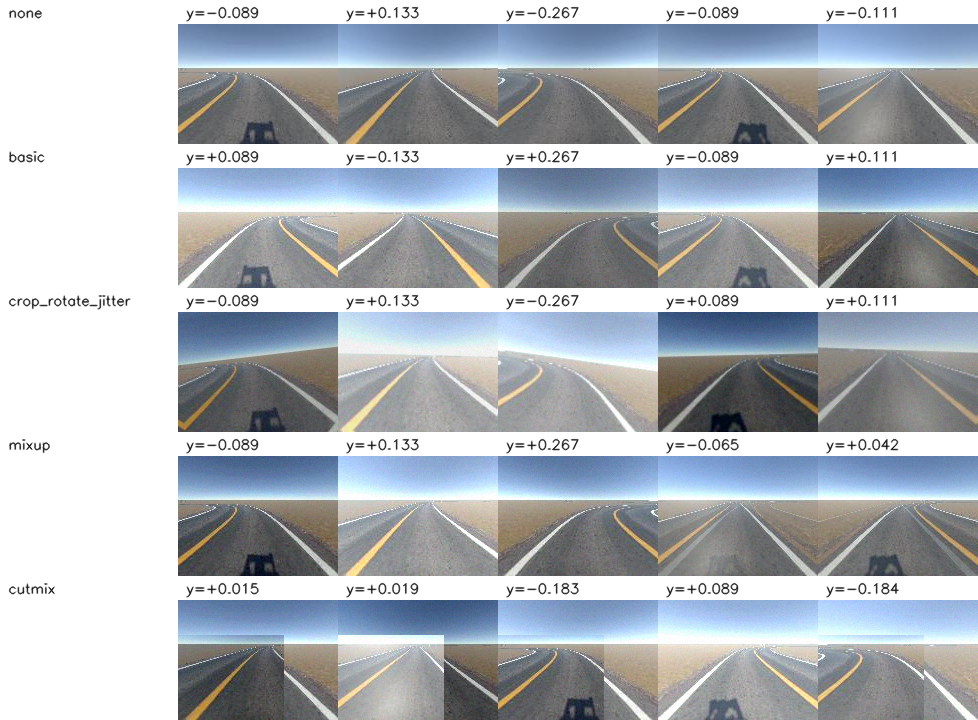 none y=-0.089 y=+0.133 y=-0.267 y=-0.089 y=-0.111
basic y=+0.089 y=-0.133 y=+0.267 y=-0.089 y=+0.111
crop_rotate_jitter y=-0.089 y=+0.133 y=-0.267 y=+0.089 y=+0.111
mixup y=-0.089 y=+0.133 y=+0.267 y=-0.065 y=+0.042
cutmix y=+0.015 y=+0.019 y=-0.183 y=+0.089 y=-0.184